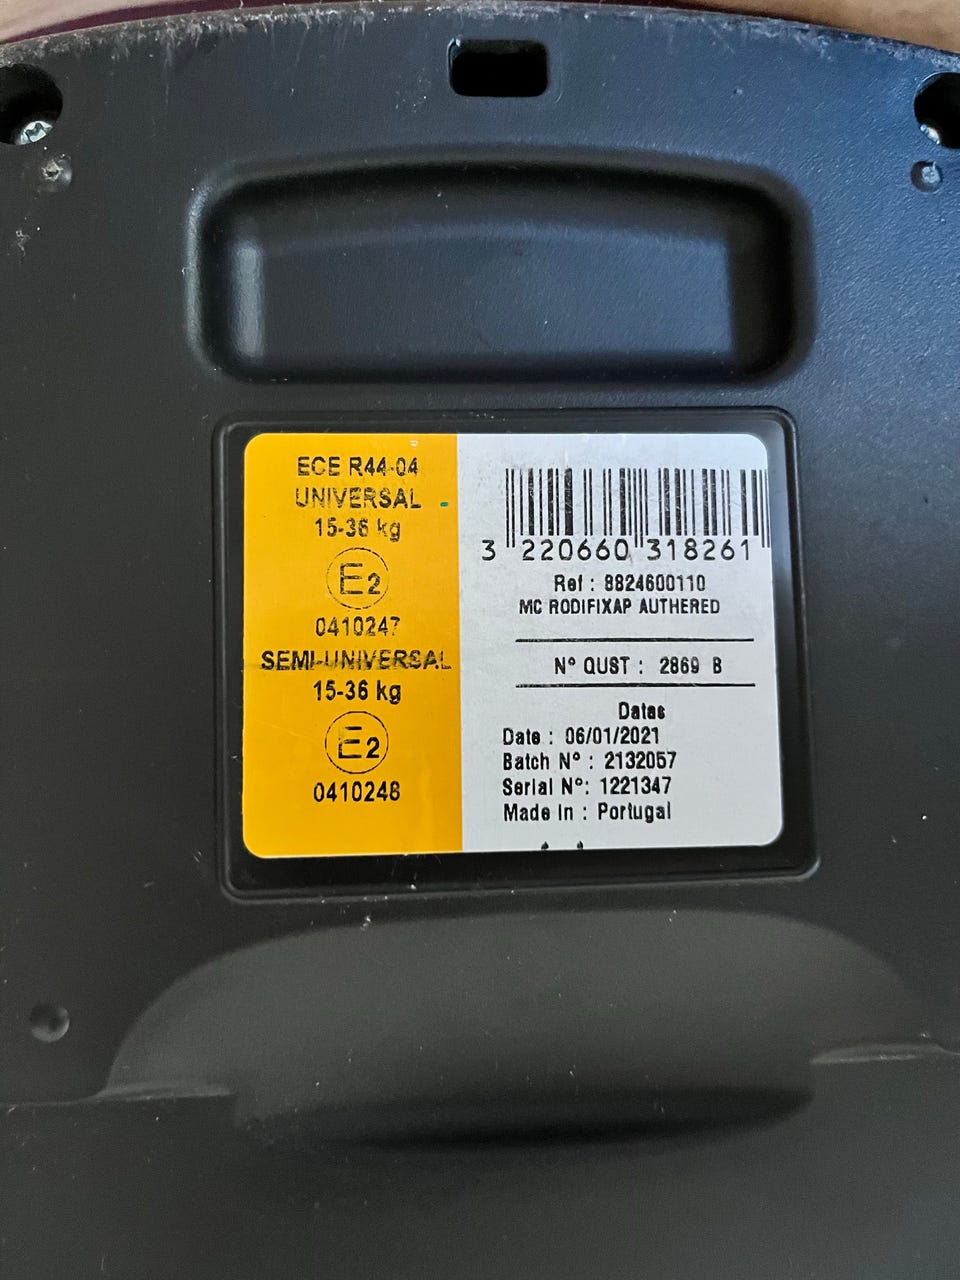 ECE R44-04
UNIVERSAL
15-36 kg
E2
0410247
SEMI-UNIVERSAL
15-36 kg
E2
0410248
3 220660 318261
Ref : 8824600110
MC RODIFIXAP AUTHERED
N° QUST : 2869 B
Datas
Date : 06/01/2021
Batch N° : 2132057
Serial N°: 1221347
Made In : Portugal